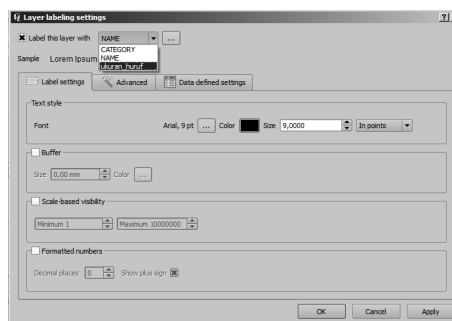 Layer labeling settings
Label this layer with NAME ...
CATEGORY
NAME
ukuran_huruf
Sample Lorem Ipsum
Label settings Advanced Data defined settings
Text style
Font Arial, 9 pt ... Color Size 9,0000 In points
Buffer
Size 0,00 mm Color ...
Scale-based visibility
Minimum 1 Maximum 10000000
Formatted numbers
Decimal places 0 Show plus sign
OK Cancel Apply